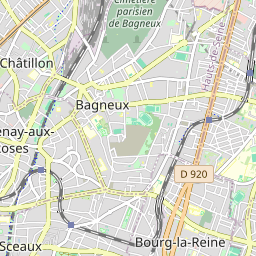 Cimetière
parisien
de Bagneux
Châtillon
Bagneux
enay-aux-
oses
D 920
Bourg-la-Reine
Sceaux